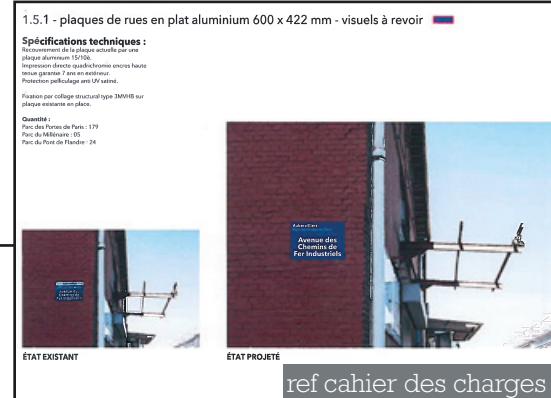 1.5.1 - plaques de rues en plat aluminium 600 x 422 mm - visuels à revoir
Spécifications techniques :
Recouvrement de la plaque actuelle par une
plaque aluminium 15/10é.
Impression directe quadrichromie encres haute
tenue garantie 7 ans en extérieur.
Protection pelliculage anti UV satiné.
Fixation par collage structural type 3MVHB sur
plaque existante en place.
Quantité :
Parc des Portes de Paris : 179
Parc du Millénaire : 05
Parc du Pont de Flandre : 24
Aubervilliers
Avenue des
Chemins de
Fer Industriels
ÉTAT EXISTANT
ÉTAT PROJETÉ
ref cahier des charges